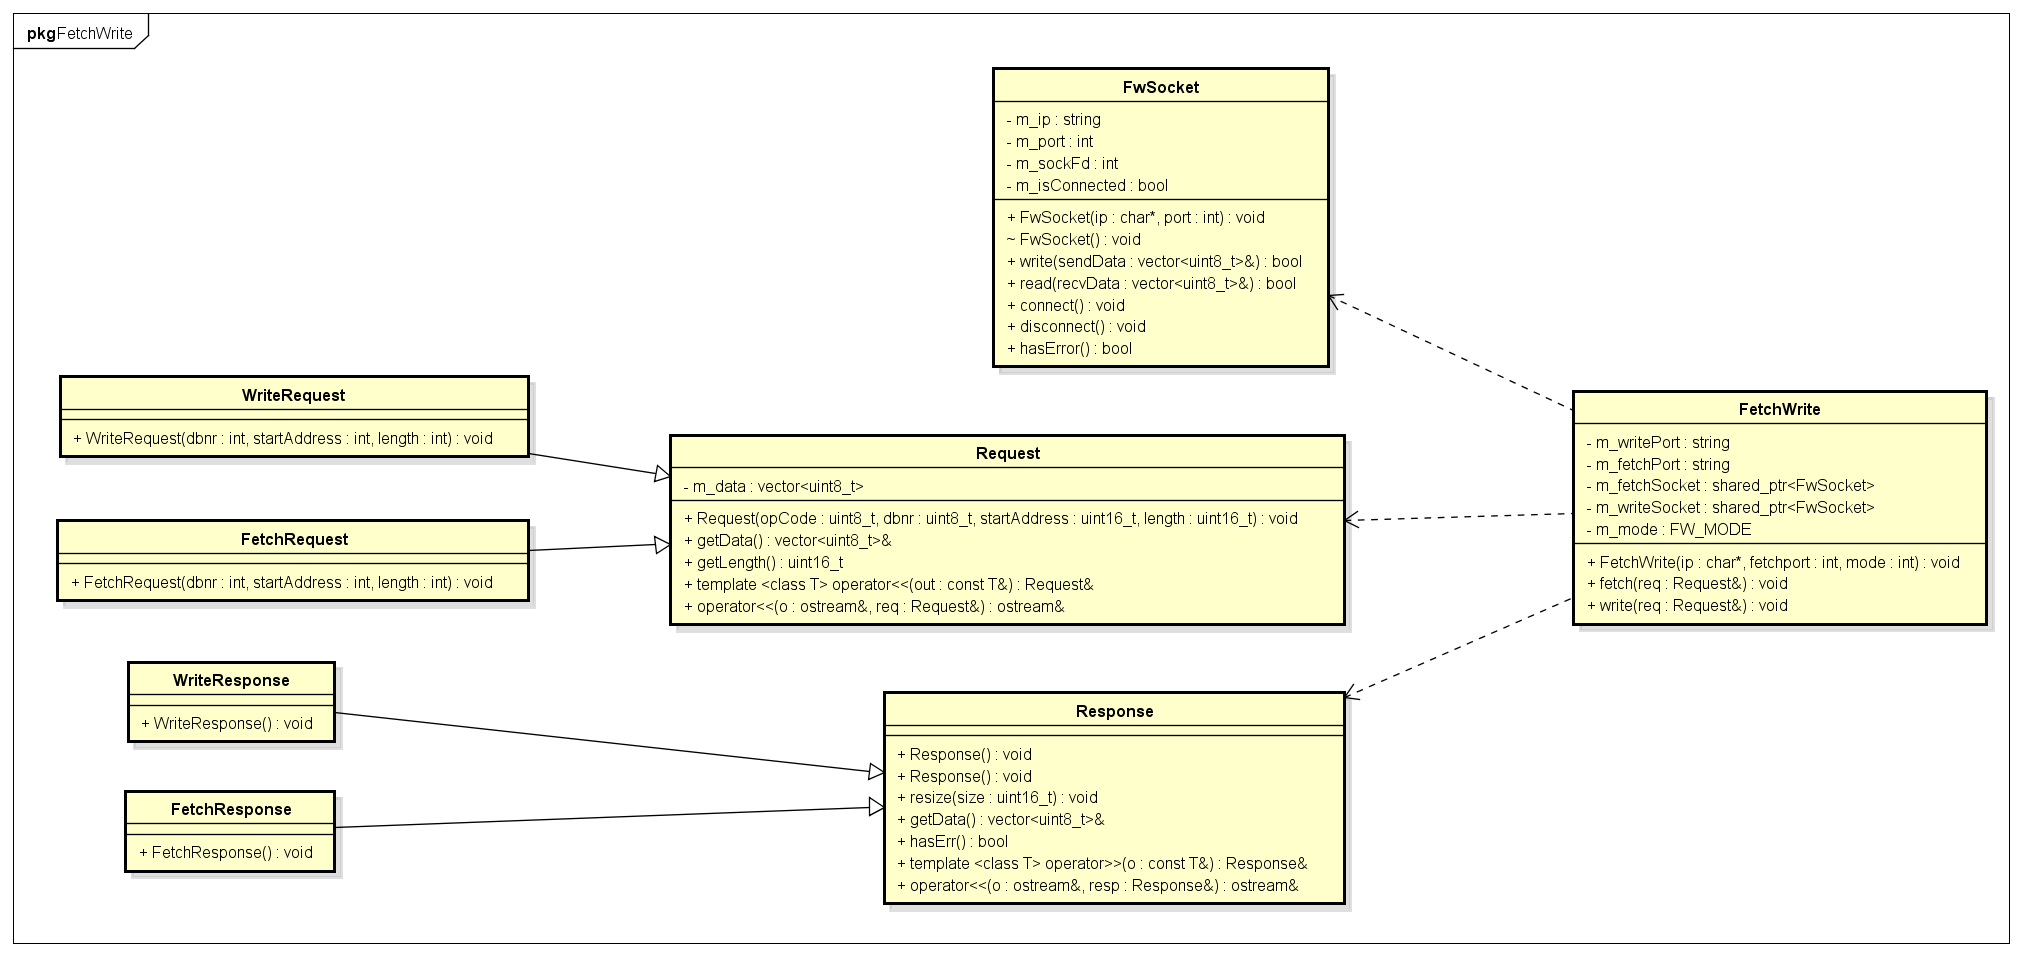 pkg FetchWrite
FwSocket
- m_ip : string
- m_port : int
- m_sockFd : int
- m_isConnected : bool
+ FwSocket(ip : char*, port : int) : void
~ FwSocket() : void
+ write(sendData : vector<uint8_t>&) : bool
+ read(recvData : vector<uint8_t>&) : bool
+ connect() : void
+ disconnect() : void
+ hasError() : bool
WriteRequest
+ WriteRequest(dbnr : int, startAddress : int, length : int) : void
FetchRequest
+ FetchRequest(dbnr : int, startAddress : int, length : int) : void
Request
- m_data : vector<uint8_t>
+ Request(opCode : uint8_t, dbnr : uint8_t, startAddress : uint16_t, length : uint16_t) : void
+ getData() : vector<uint8_t>&
+ getLength() : uint16_t
+ template <class T> operator<<(out : const T&) : Request&
+ operator<<(o : ostream&, req : Request&) : ostream&
FetchWrite
- m_writePort : string
- m_fetchPort : string
- m_fetchSocket : shared_ptr<FwSocket>
- m_writeSocket : shared_ptr<FwSocket>
- m_mode : FW_MODE
+ FetchWrite(ip : char*, fetchport : int, mode : int) : void
+ fetch(req : Request&) : void
+ write(req : Request&) : void
WriteResponse
+ WriteResponse() : void
FetchResponse
+ FetchResponse() : void
Response
+ Response() : void
+ Response() : void
+ resize(size : uint16_t) : void
+ getData() : vector<uint8_t>&
+ hasErr() : bool
+ template <class T> operator>>(o : const T&) : Response&
+ operator<<(o : ostream&, resp : Response&) : ostream&